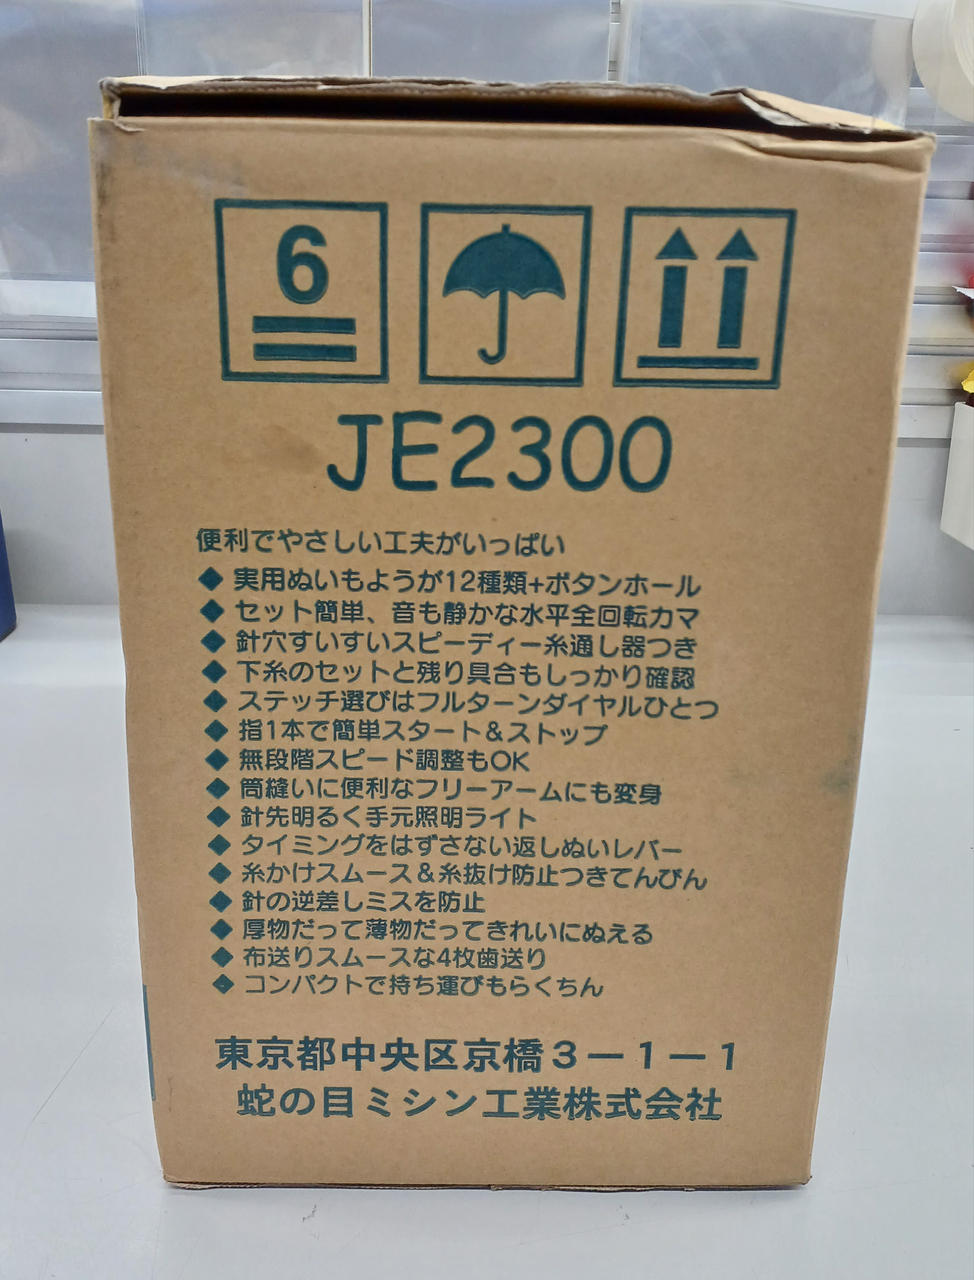 6
JE2300
便利でやさしい工夫がいっぱい
◆ 実用ぬいもようが12種類+ボタンホール
◆ セット簡単、音も静かな水平全回転カマ
◆ 針穴すいすいスピーディー糸通し器つき
◆ 下糸のセットと残り具合もしっかり確認
◆ ステッチ選びはフルターンダイヤルひとつ
◆ 指1本で簡単スタート&ストップ
◆ 無段階スピード調整もOK
◆ 筒縫いに便利なフリーアームにも変身
◆ 針先明るく手元照明ライト
◆ タイミングをはずさない返しぬいレバー
◆ 糸かけスムース&糸抜け防止つきてんびん
◆ 針の逆差しミスを防止
◆ 厚物だって薄物だってきれいにぬえる
◆ 布送りスムースな4枚歯送り
◆ コンパクトで持ち運びもらくちん
東京都中央区京橋3-1-1
蛇の目ミシン工業株式会社